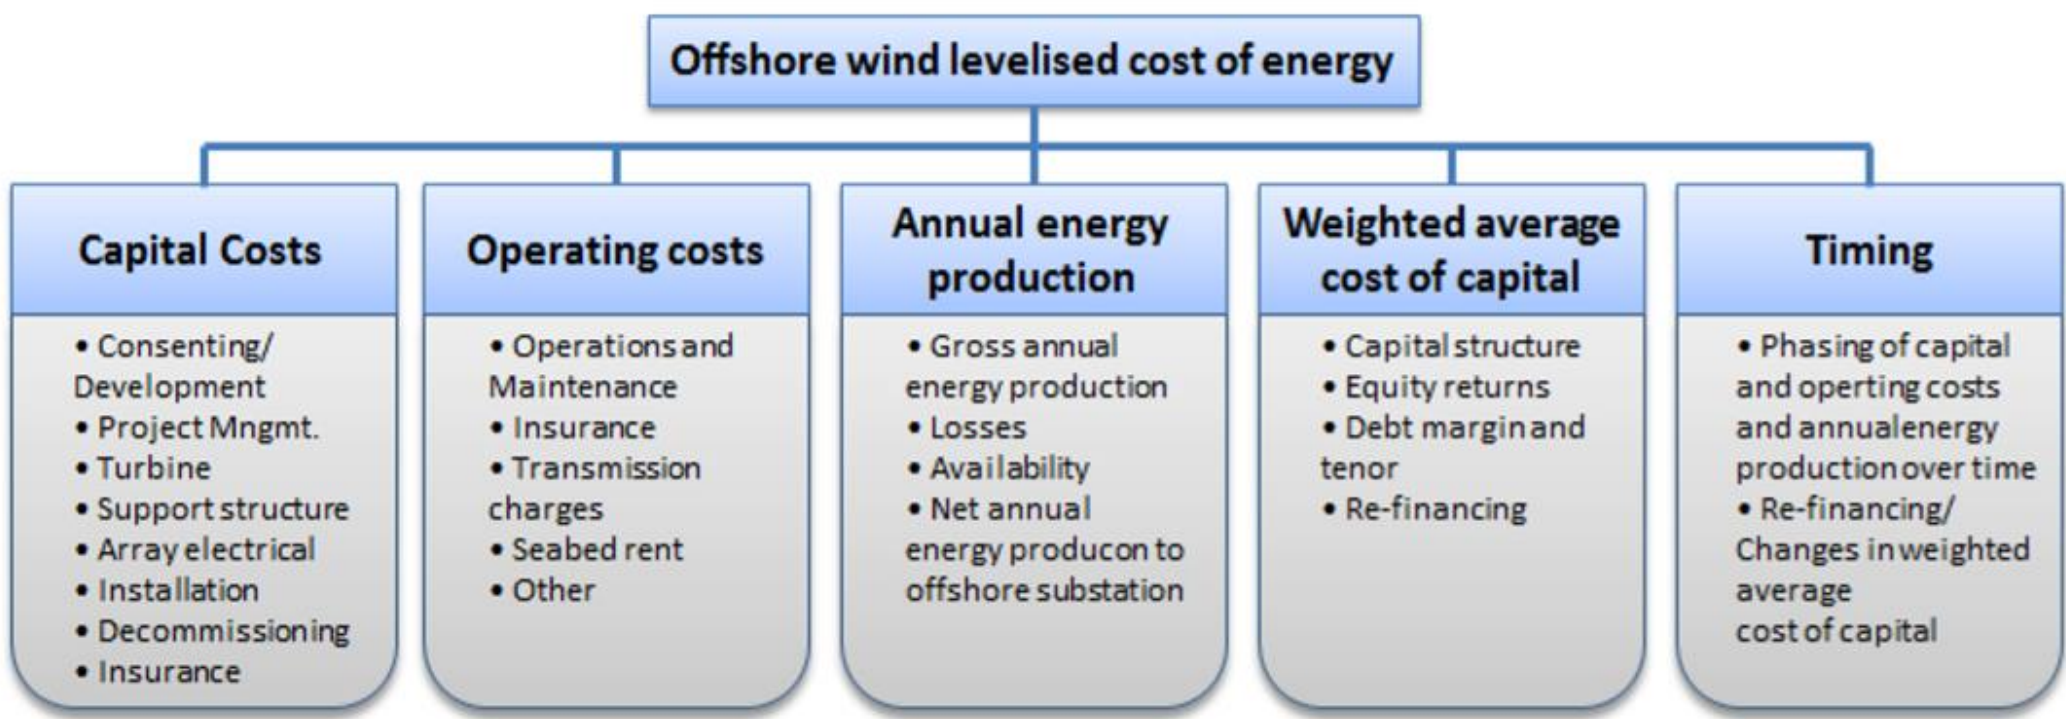 Offshore wind levelised cost of energy
Capital Costs
• Consenting/
Development
• Project Mngmt.
• Turbine
• Support structure
• Array electrical
• Installation
• Decommissioning
• Insurance
Operating costs
• Operations and
Maintenance
• Insurance
• Transmission
charges
• Seabed rent
• Other
Annual energy
production
• Gross annual
energy production
• Losses
• Availability
• Net annual
energy producon to
offshore substation
Weighted average
cost of capital
• Capital structure
• Equity returns
• Debt margin and
tenor
• Re-financing
Timing
• Phasing of capital
and operting costs
and annual energy
production over time
• Re-financing/
Changes in weighted
average
cost of capital